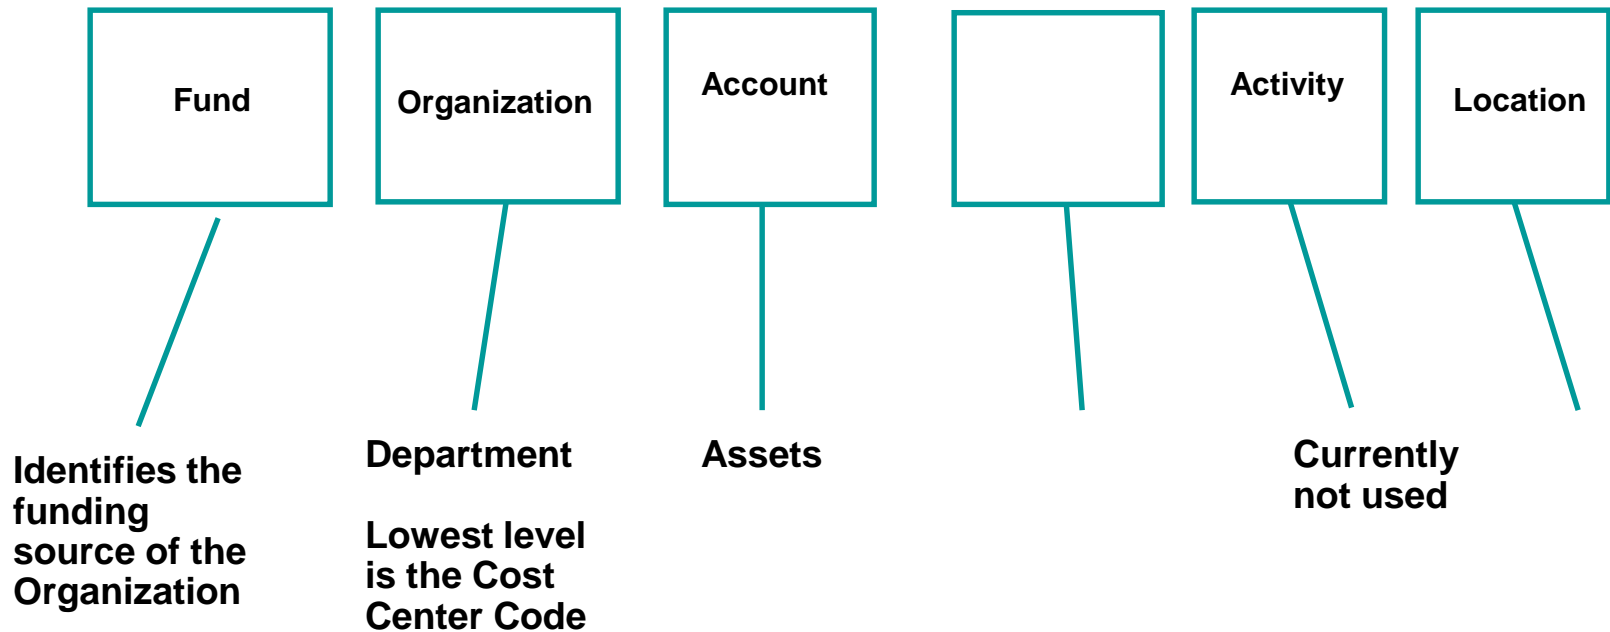 Fund
Organization
Account
Activity
Location
Identifies the
funding
source of the
Organization
Department
Lowest level
is the Cost
Center Code
Assets
Currently
not used